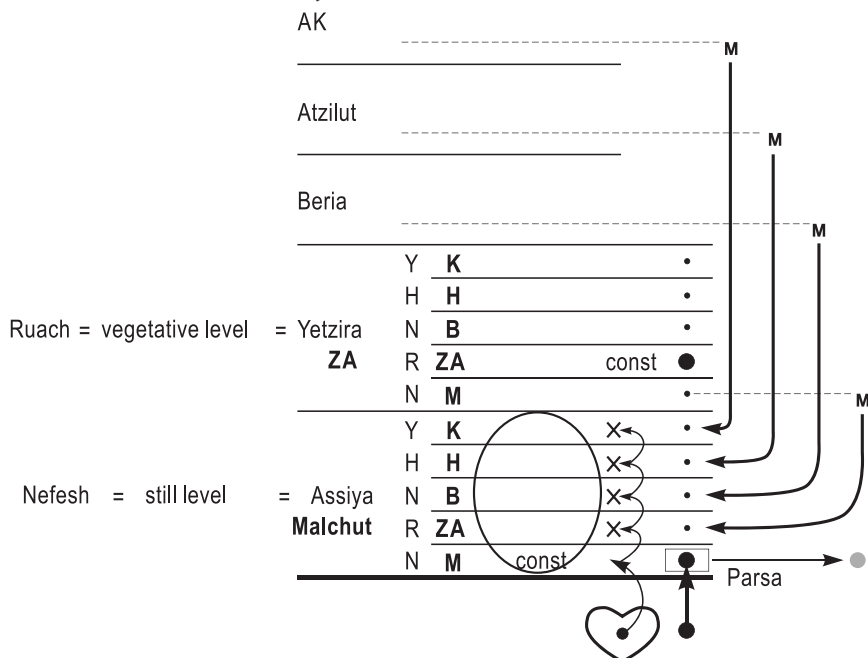 AK
M
Atzilut
M
Beria
M
Y K
H H
Ruach = vegetative level = Yetzira N B
ZA R ZA const
N M
M
Y K X
H H X
Nefesh = still level = Assiya N B X
Malchut R ZA X
N M const
Parsa